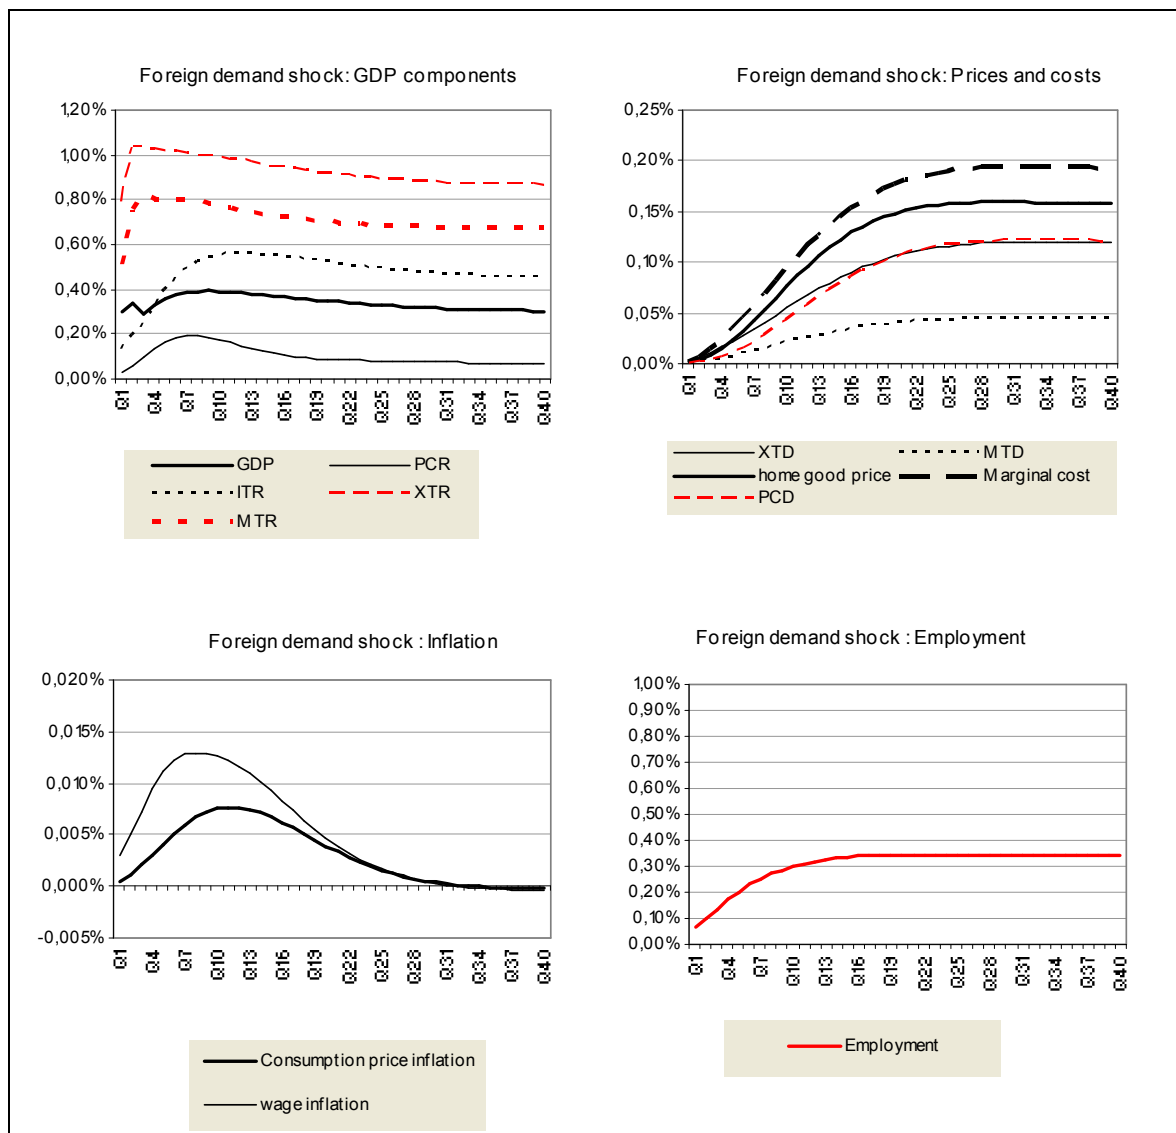 Foreign demand shock: GDP components
1,20%
1,00%
0,80%
0,60%
0,40%
0,20%
0,00%
Q1 Q4 Q7 Q10 Q13 Q16 Q19 Q22 Q25 Q28 Q31 Q34 Q37 Q40
GDP PCR
ITR XTR
MTR
Foreign demand shock: Prices and costs
0,25%
0,20%
0,15%
0,10%
0,05%
0,00%
Q1 Q4 Q7 Q10 Q13 Q16 Q19 Q22 Q25 Q28 Q31 Q34 Q37 Q40
XTD MTD
home good price Marginal cost
PCD
Foreign demand shock : Inflation
0,020%
0,015%
0,010%
0,005%
0,000%
-0,005%
Q1 Q4 Q7 Q10 Q13 Q16 Q19 Q22 Q25 Q28 Q31 Q34 Q37 Q40
Consumption price inflation
wage inflation
Foreign demand shock : Employment
1,00%
0,90%
0,80%
0,70%
0,60%
0,50%
0,40%
0,30%
0,20%
0,10%
0,00%
Q1 Q4 Q7 Q10 Q13 Q16 Q19 Q22 Q25 Q28 Q31 Q34 Q37 Q40
Employment